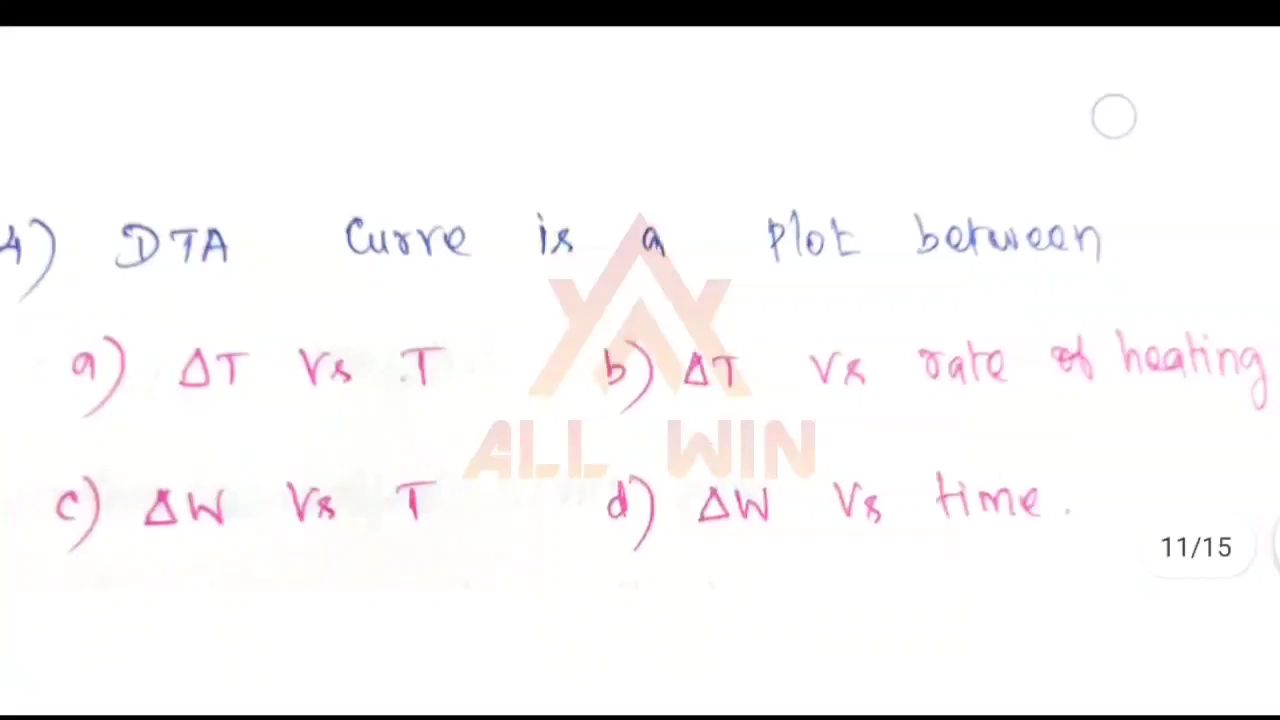 4) DTA Curve is a Plot between
a) ΔT Vs T b) ΔT Vs rate of heating
ALL WIN
c) ΔW Vs T d) ΔW Vs time.
11/15